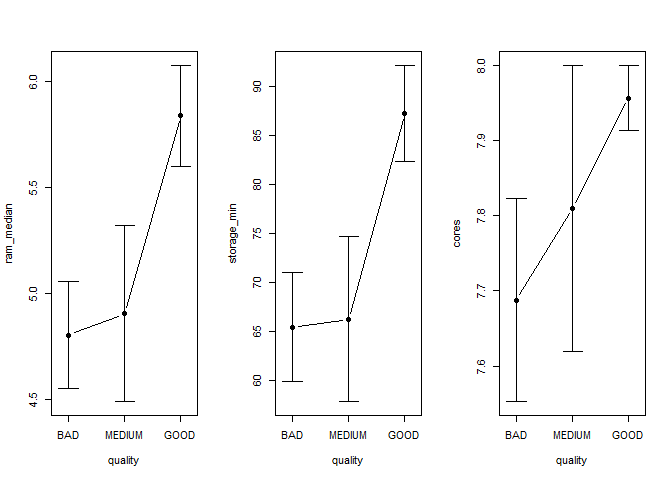 ram_median
4.5
5.0
5.5
6.0
BAD MEDIUM GOOD
quality
storage_min
60
65
70
75
80
85
90
BAD MEDIUM GOOD
quality
cores
7.6
7.7
7.8
7.9
8.0
BAD MEDIUM GOOD
quality